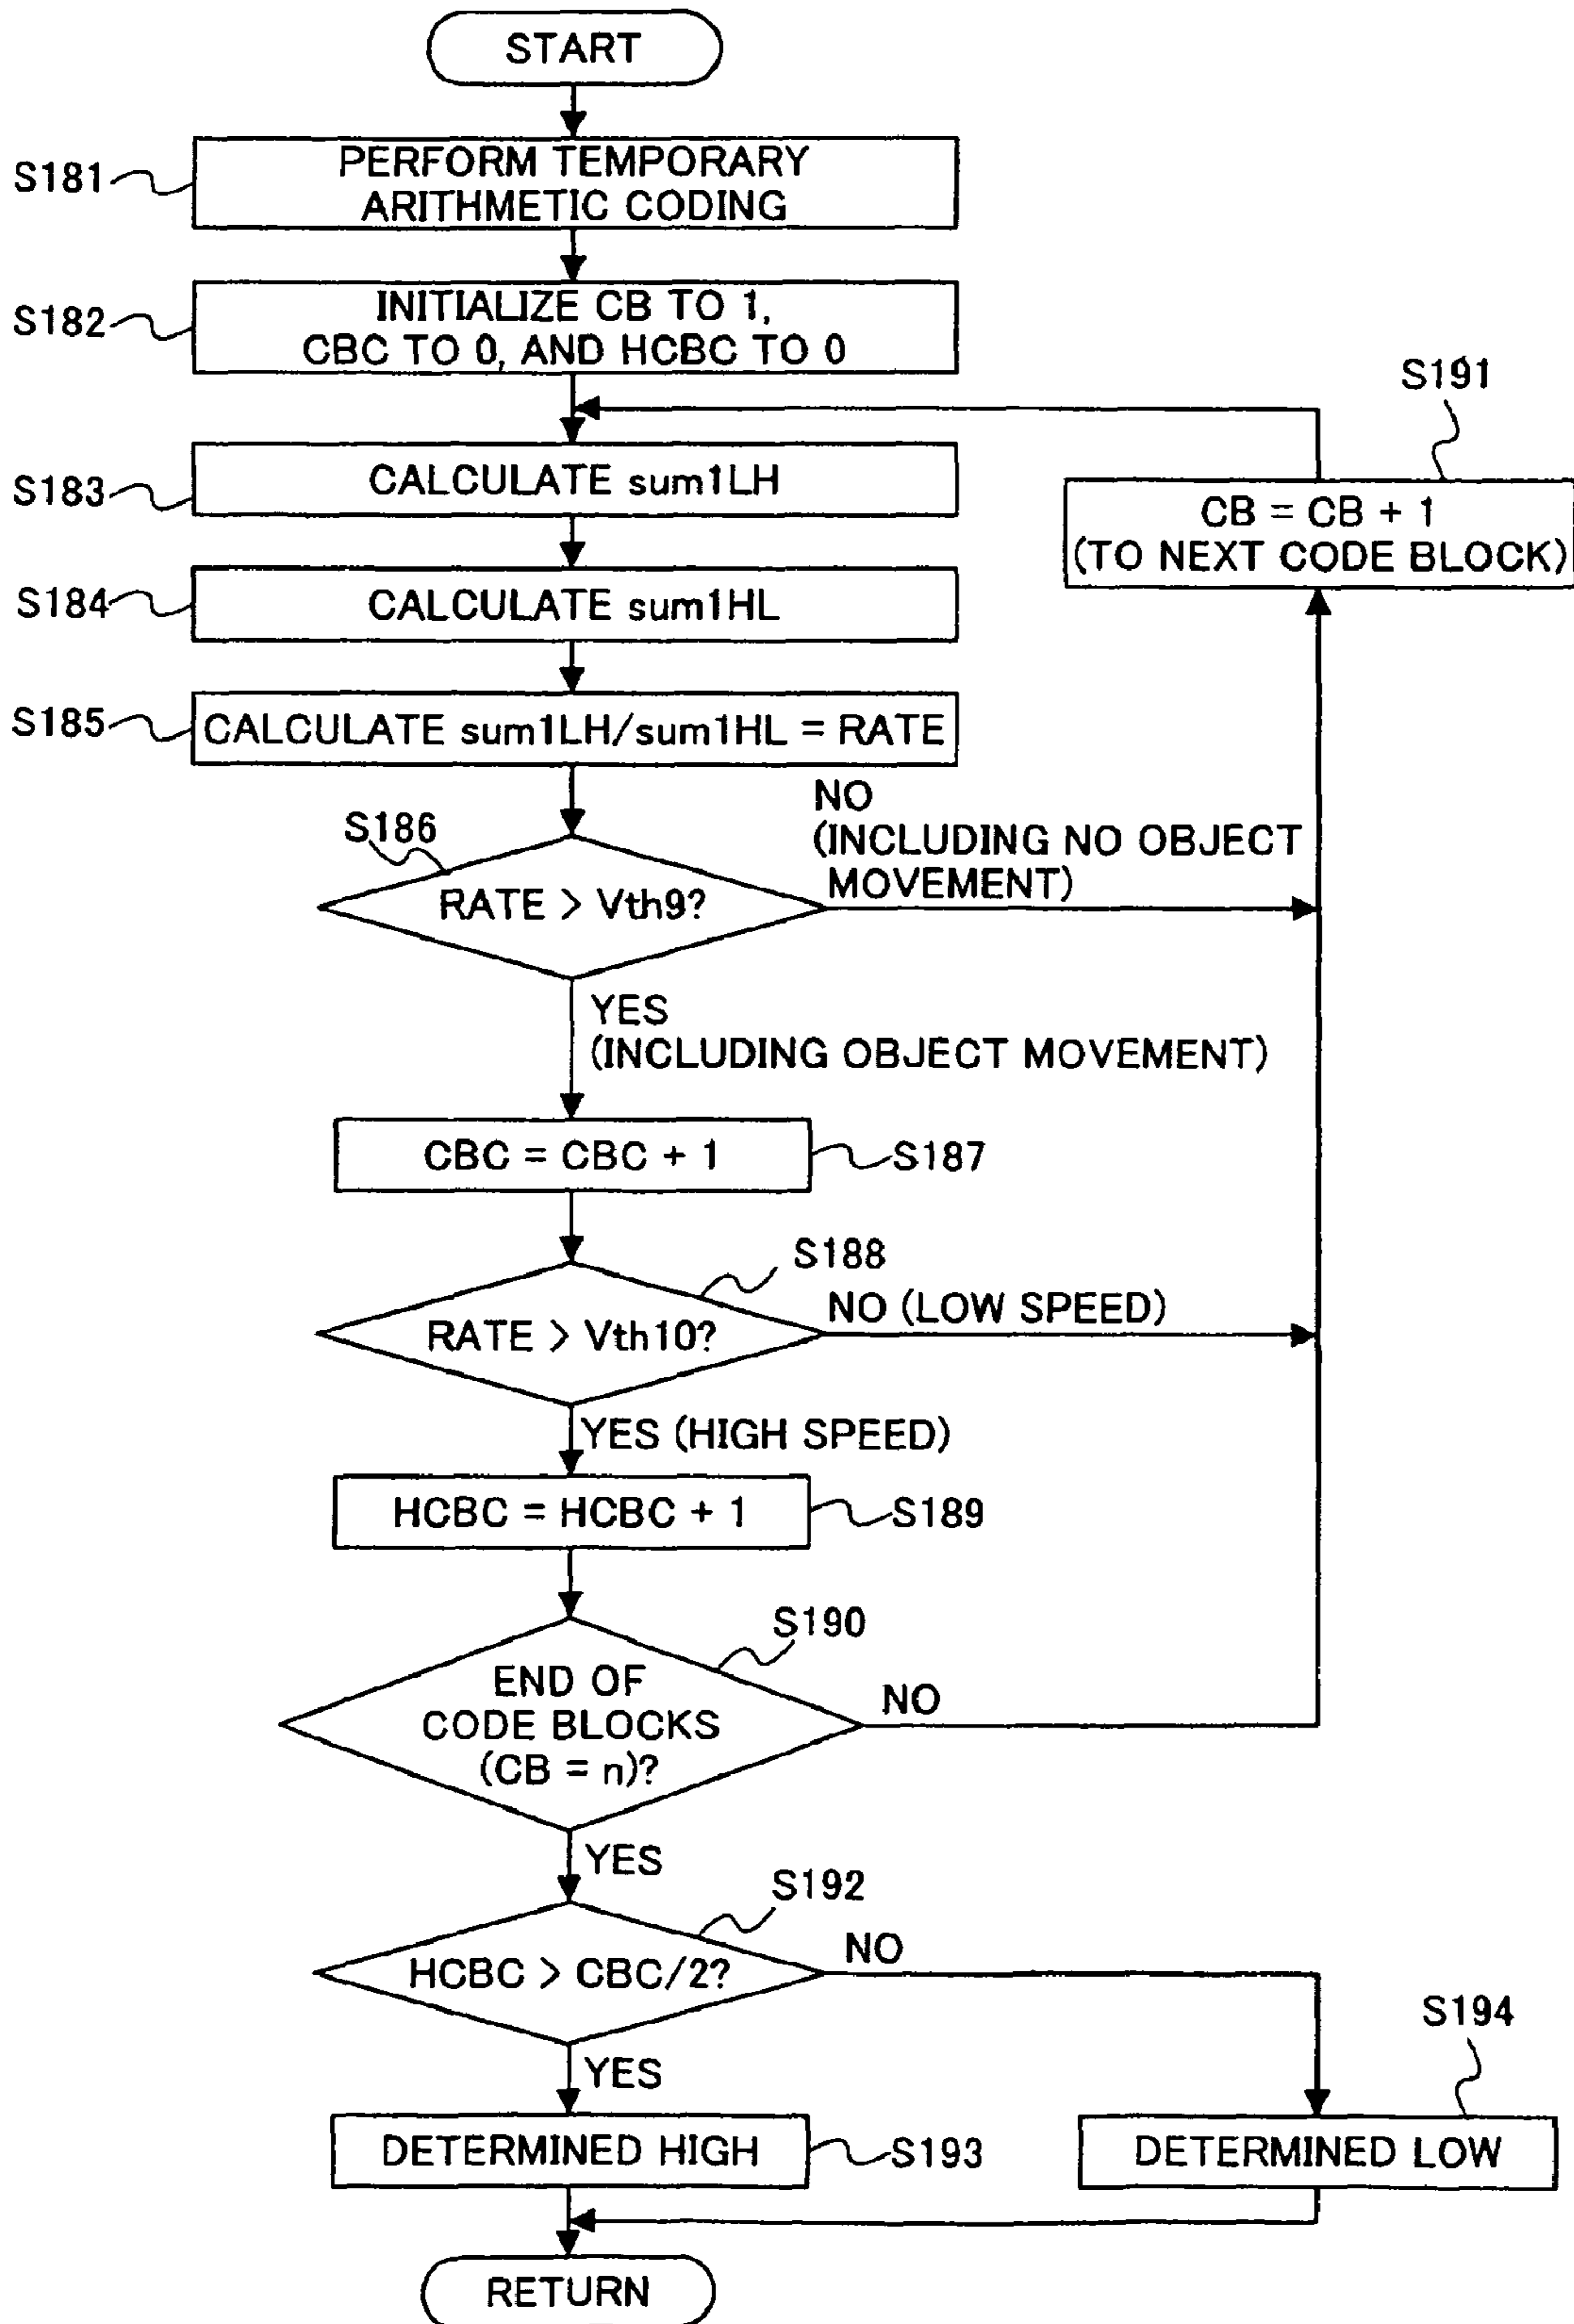 START
S181
PERFORM TEMPORARY
ARITHMETIC CODING
S182
INITIALIZE CB TO 1,
CBC TO 0, AND HCBC TO 0
S191
CB = CB + 1
(TO NEXT CODE BLOCK)
S183
CALCULATE sum1LH
S184
CALCULATE sum1HL
S185
CALCULATE sum1LH/sum1HL = RATE
S186
RATE > Vth9?
NO
(INCLUDING NO OBJECT
MOVEMENT)
YES
(INCLUDING OBJECT MOVEMENT)
CBC = CBC + 1
S187
S188
RATE > Vth10?
NO (LOW SPEED)
YES (HIGH SPEED)
HCBC = HCBC + 1
S189
S190
END OF
CODE BLOCKS
(CB = n)?
NO
YES
S192
HCBC > CBC/2?
NO
YES
S194
DETERMINED HIGH
S193
DETERMINED LOW
RETURN